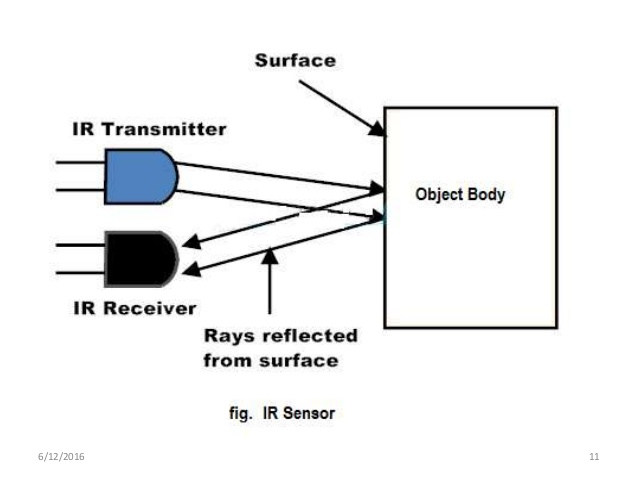 Surface
IR Transmitter
Object Body
IR Receiver
Rays reflected
from surface
fig.  IR Sensor
6/12/2016
11